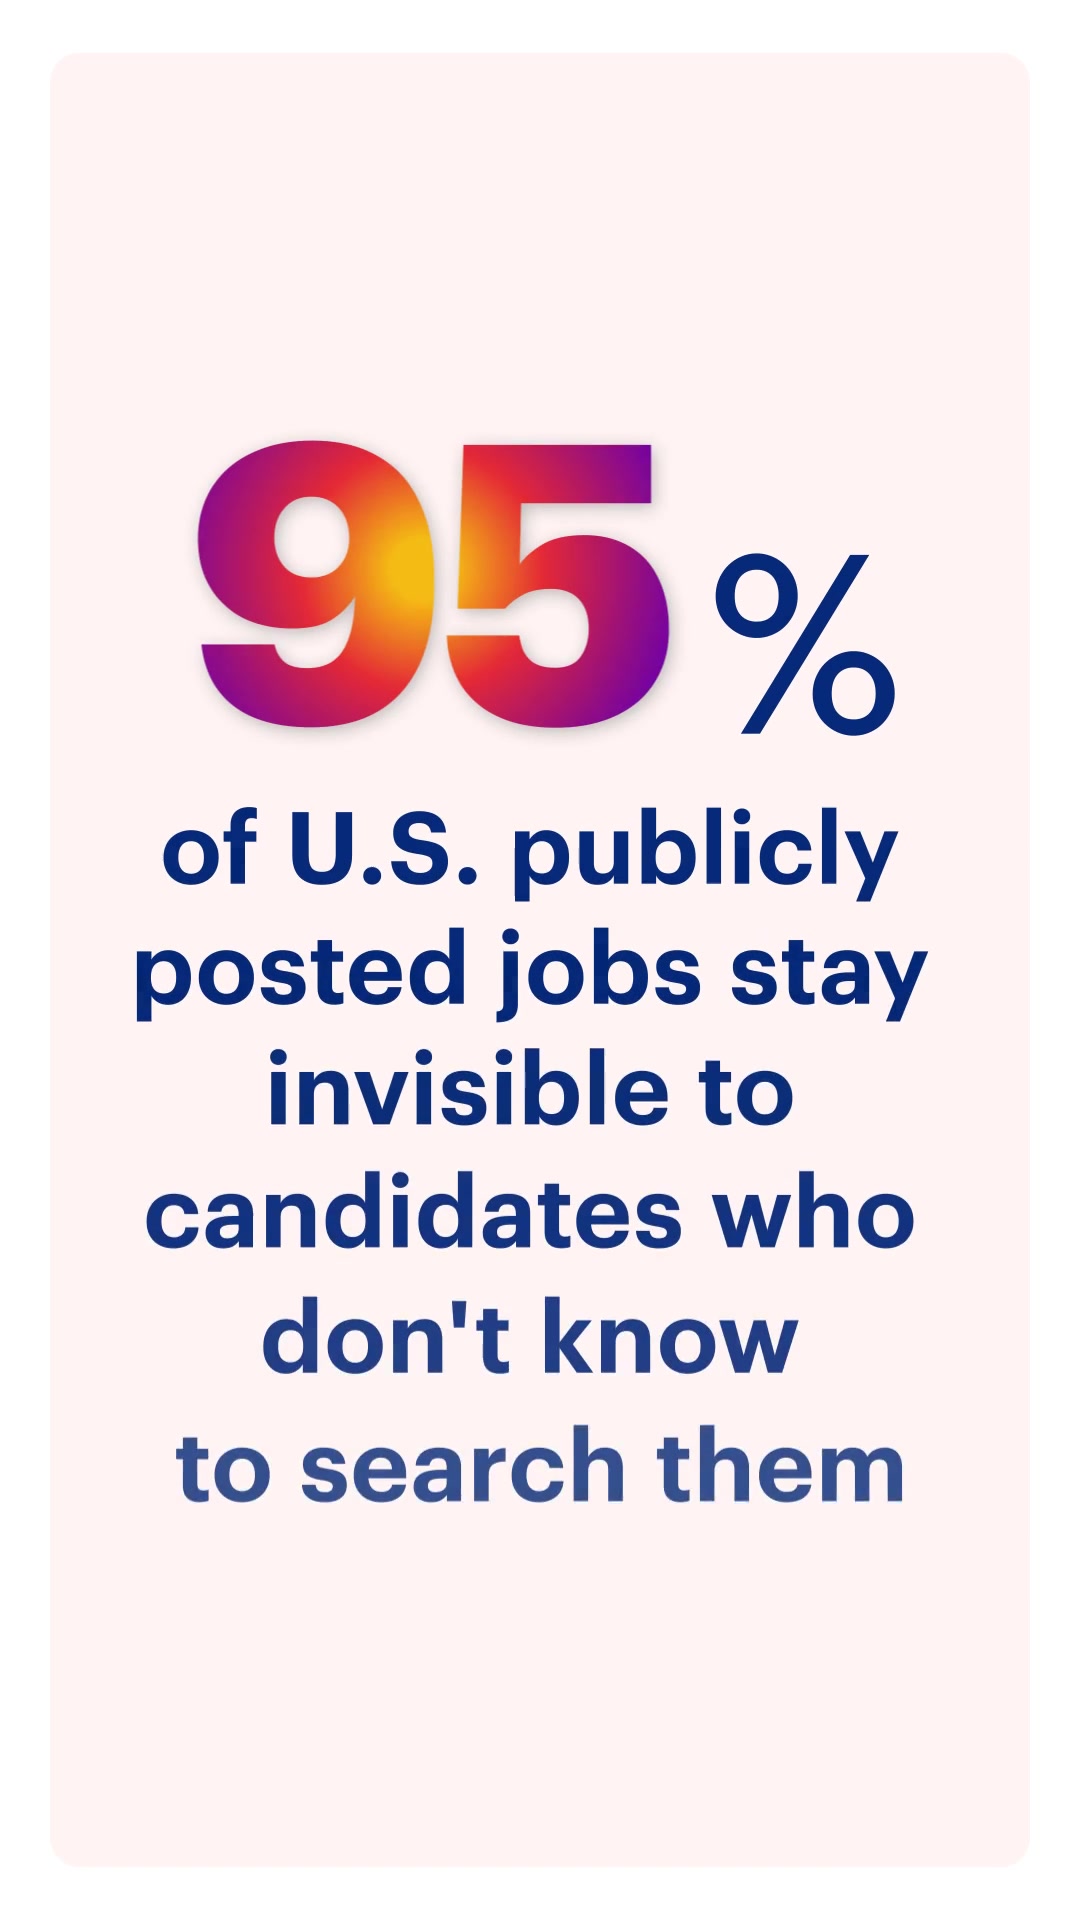 95 %
of U.S. publicly
posted jobs stay
invisible to
candidates who
don't know
to search them